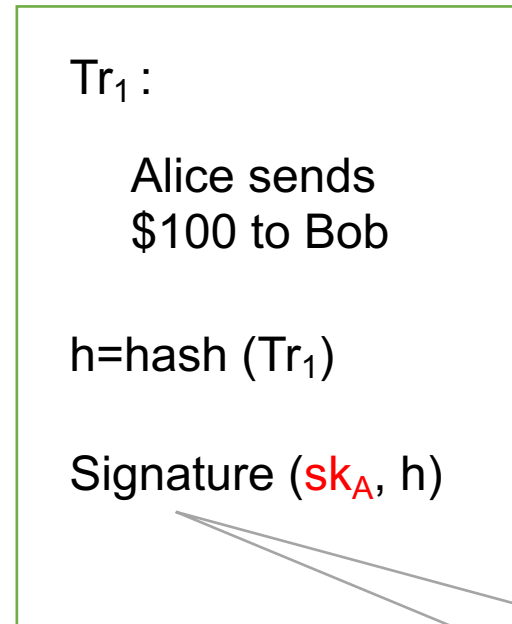 Tr₁ :
Alice sends
$100 to Bob
h=hash (Tr₁)
Signature (skA, h)